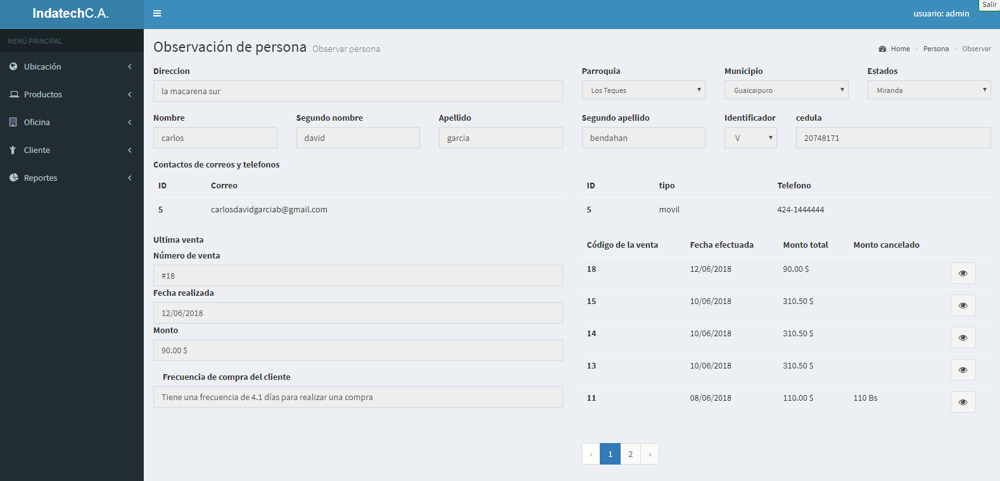 IndatechC.A.
usuario: admin
Salir
MENÚ PRINCIPAL
Ubicación
Productos
Oficina
Cliente
Reportes
Observación de persona Observar persona
Home > Persona > Observar
Direccion Parroquia Municipio Estados
la macarena sur Los Teques Guaicaipuro Miranda
Nombre Segundo nombre Apellido Segundo apellido Identificador cedula
carlos david garcia bendahan V 20748171
Contactos de correos y telefonos
ID Correo
5 carlosdavidgarciab@gmail.com
ID tipo Telefono
5 movil 424-1444444
Ultima venta
Número de venta
#18
Fecha realizada
12/06/2018
Monto
90.00 $
Frecuencia de compra del cliente
Tiene una frecuencia de 4.1 días para realizar una compra
Código de la venta Fecha efectuada Monto total Monto cancelado
18 12/06/2018 90.00 $
15 10/06/2018 310.50 $
14 10/06/2018 310.50 $
13 10/06/2018 310.50 $
11 08/06/2018 110.00 $ 110 Bs
‹ 1 2 ›